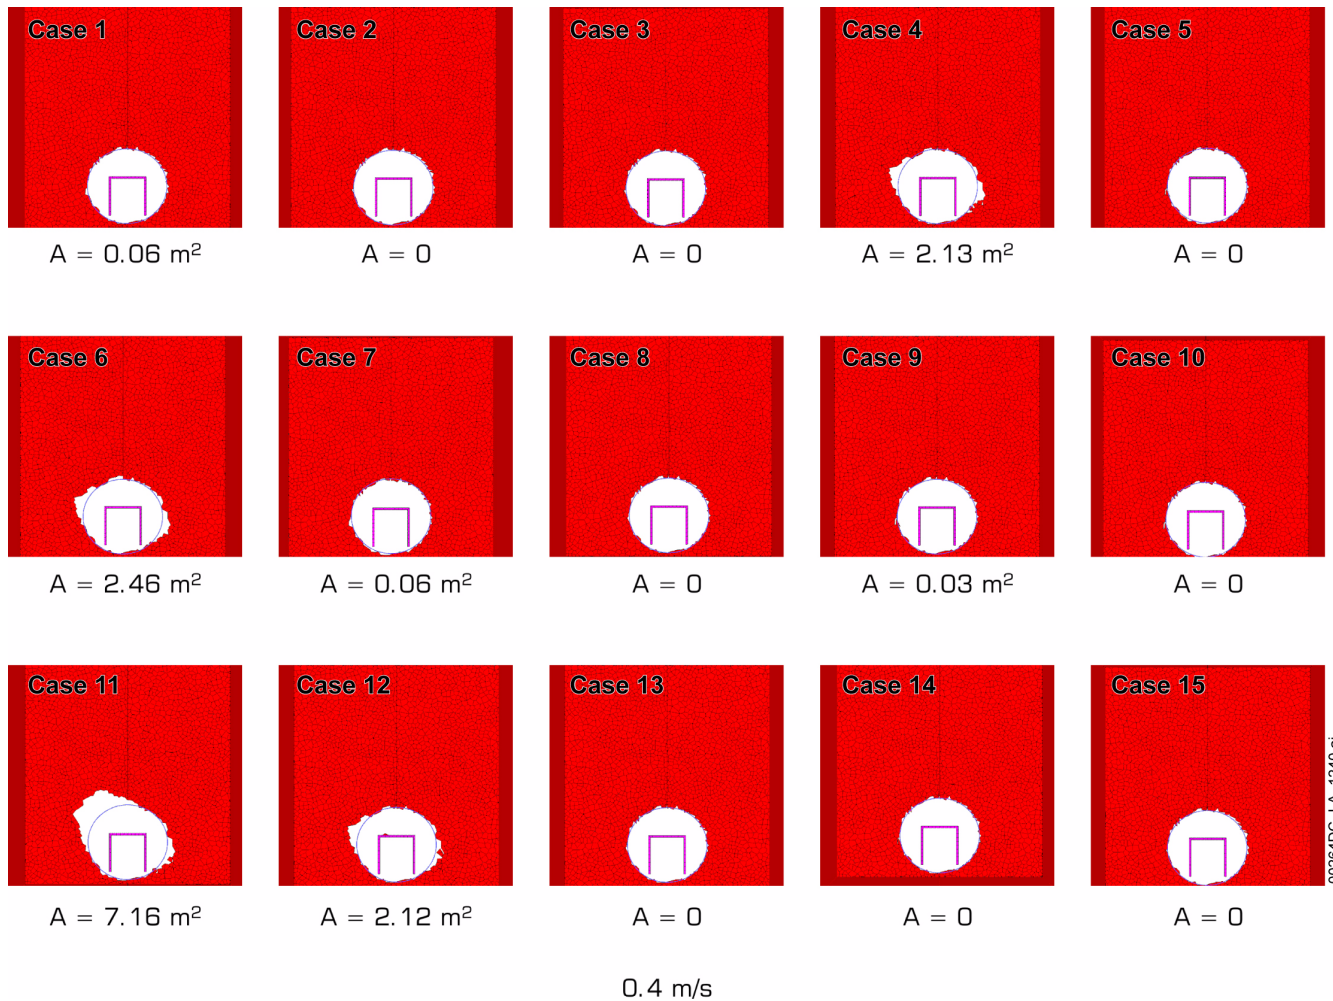 Case 1
Case 2
Case 3
Case 4
Case 5
A = 0.06 m²
A = 0
A = 0
A = 2.13 m²
A = 0
Case 6
Case 7
Case 8
Case 9
Case 10
A = 2.46 m²
A = 0.06 m²
A = 0
A = 0.03 m²
A = 0
Case 11
Case 12
Case 13
Case 14
Case 15
A = 7.16 m²
A = 2.12 m²
A = 0
A = 0
A = 0
0.4 m/s